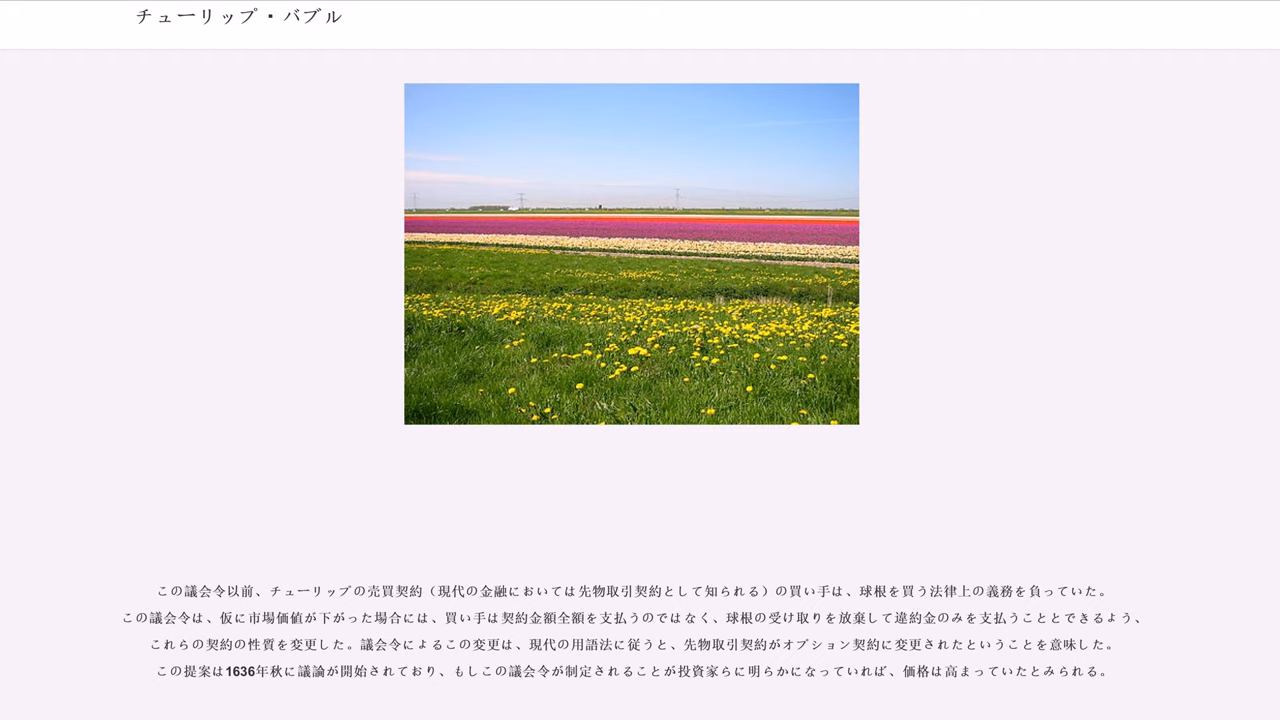 チューリップ・バブル
この議会令以前、チューリップの売買契約（現代の金融においては先物取引契約として知られる）の買い手は、球根を買う法律上の義務を負っていた。
この議会令は、仮に市場価値が下がった場合には、買い手は契約金額全額を支払うのではなく、球根の受け取りを放棄して違約金のみを支払うこととできるよう、
これらの契約の性質を変更した。議会令によるこの変更は、現代の用語法に従うと、先物取引契約がオプション契約に変更されたということを意味した。
この提案は1636年秋に議論が開始されており、もしこの議会令が制定されることが投資家らに明らかになっていれば、価格は高まっていたとみられる。